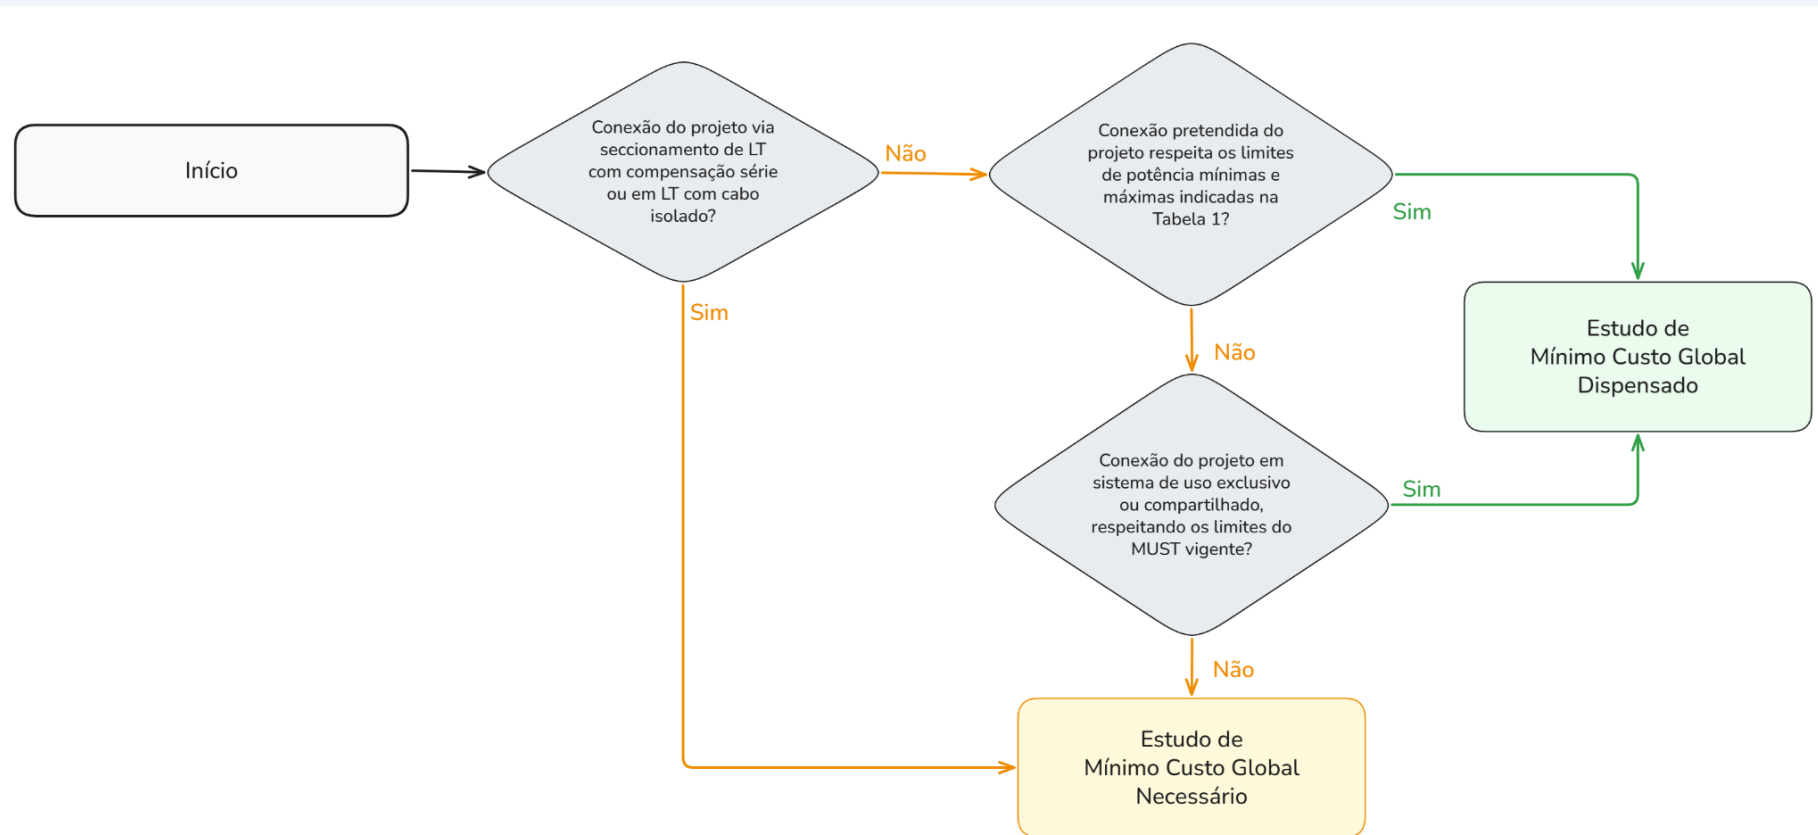 Início
Conexão do projeto via
seccionamento de LT
com compensação série
ou em LT com cabo
isolado?
Não
Conexão pretendida do
projeto respeita os limites
de potência mínimas e
máximas indicadas na
Tabela 1?
Sim
Sim
Não
Estudo de
Mínimo Custo Global
Dispensado
Conexão do projeto em
sistema de uso exclusivo
ou compartilhado,
respeitando os limites do
MUST vigente?
Sim
Não
Estudo de
Mínimo Custo Global
Necessário